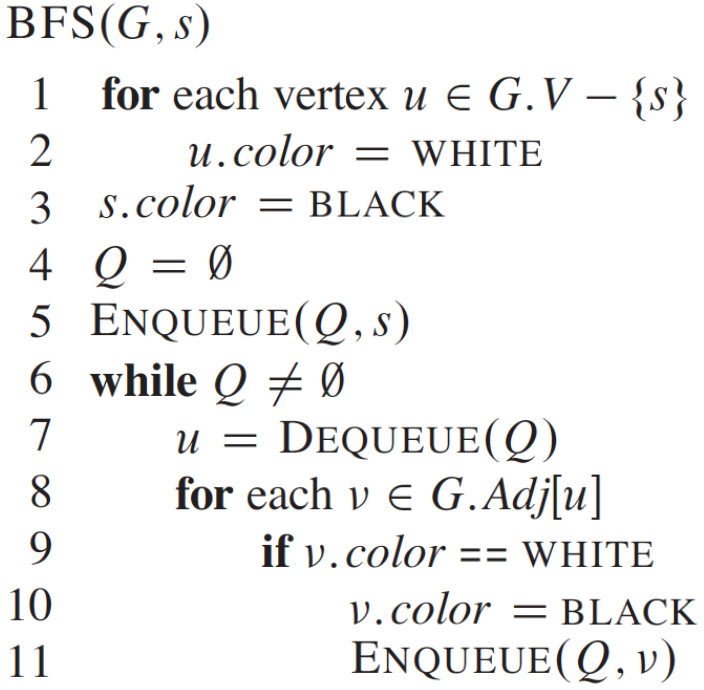 BFS(G, s)
1 for each vertex u ∈ G.V − {s}
2 u.color = WHITE
3 s.color = BLACK
4 Q = ∅
5 ENQUEUE(Q, s)
6 while Q ≠ ∅
7 u = DEQUEUE(Q)
8 for each v ∈ G.Adj[u]
9 if v.color == WHITE
10 v.color = BLACK
11 ENQUEUE(Q, v)